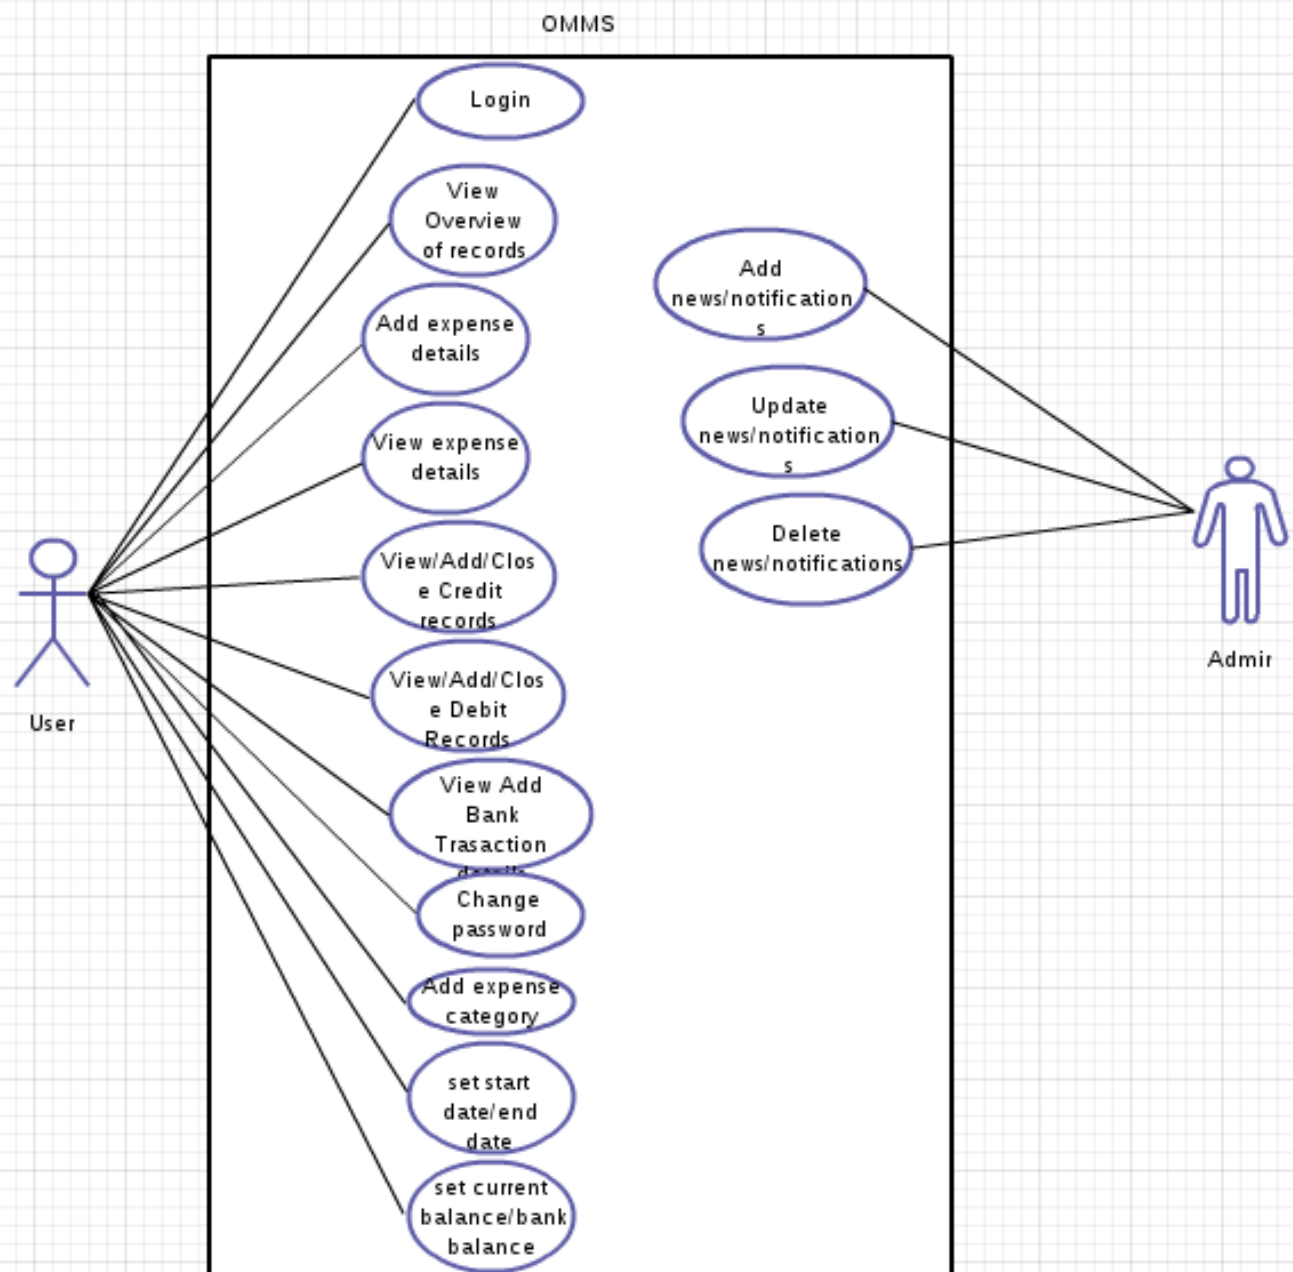 OMMS
Login
View
Overview
of records
Add expense
details
View expense
details
View/Add/Clos
e Credit
records
View/Add/Clos
e Debit
Records
View Add
Bank
Trasaction
details
Change
password
Add expense
category
set start
date/end
date
set current
balance/bank
balance
Add
news/notification
s
Update
news/notification
s
Delete
news/notifications
User
Admin